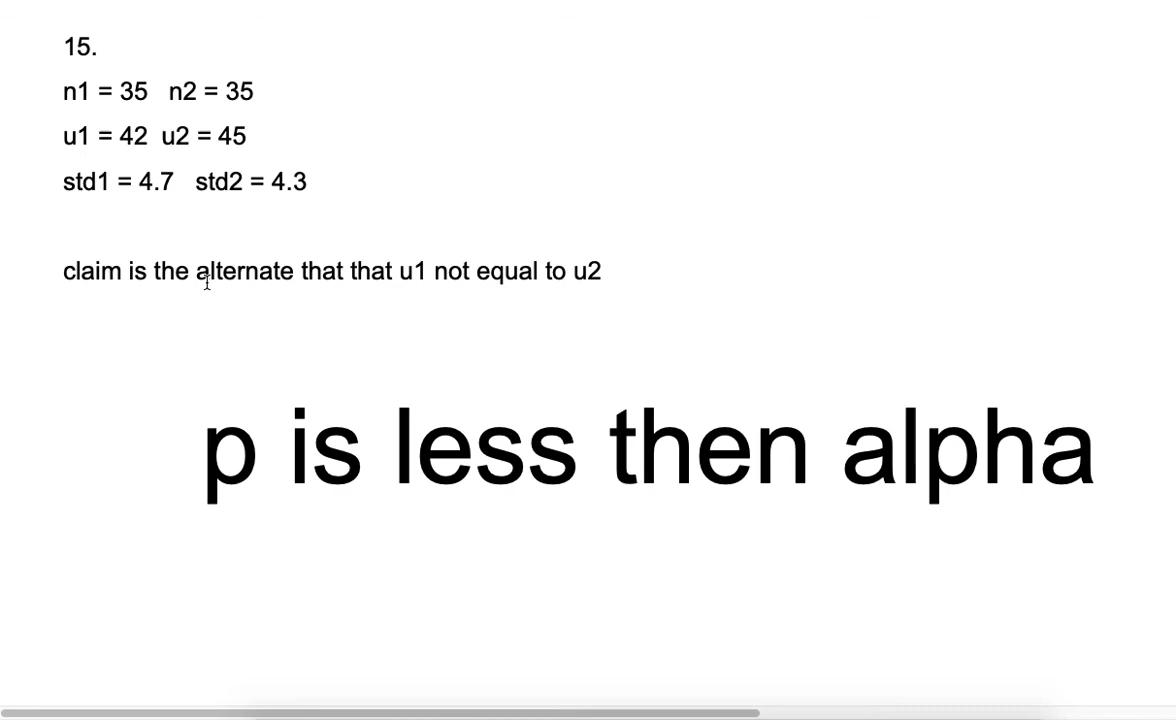 15.
n1 = 35 n2 = 35
u1 = 42 u2 = 45
std1 = 4.7 std2 = 4.3
claim is the alternate that that u1 not equal to u2
p is less then alpha